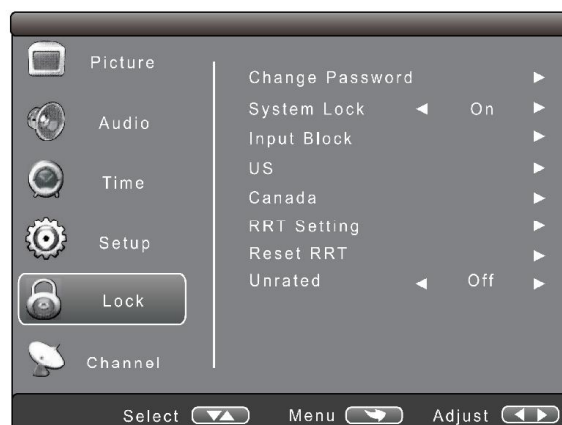 Picture
Audio
Time
Setup
Lock
Channel
Change Password
System Lock On
Input Block
US
Canada
RRT Setting
Reset RRT
Unrated Off
Select Menu Adjust